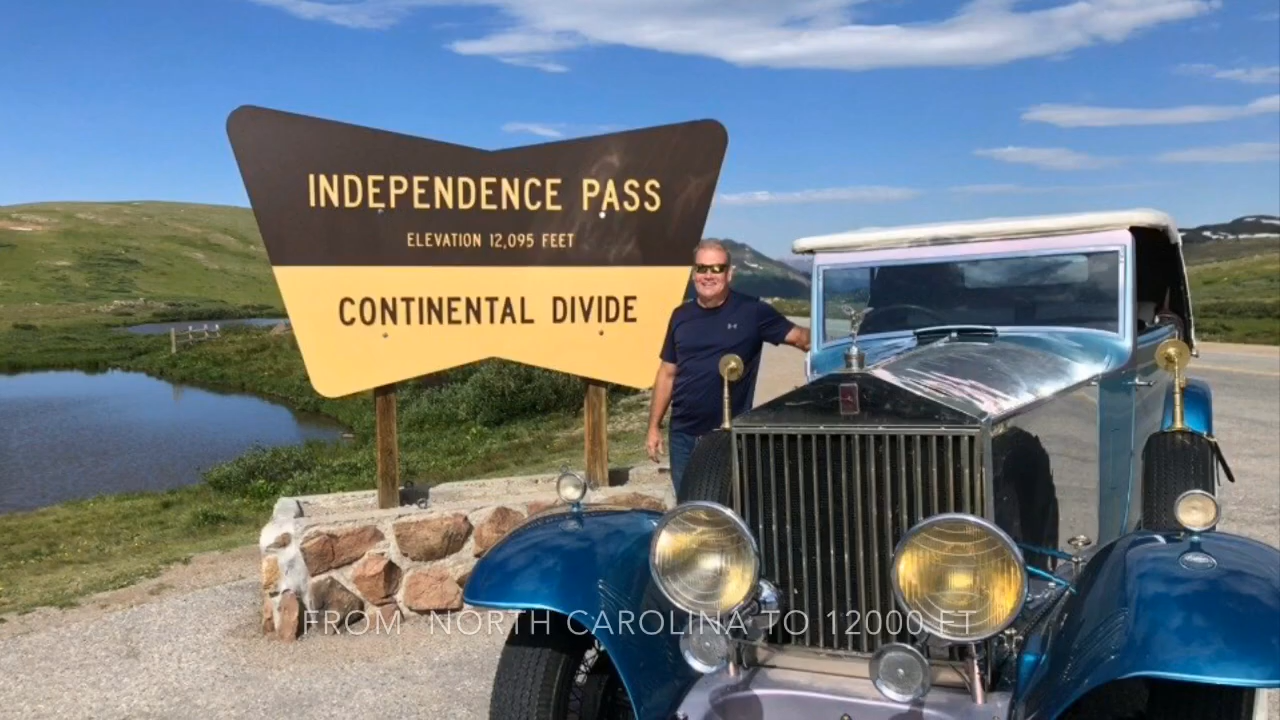 INDEPENDENCE PASS
ELEVATION 12,095 FEET
CONTINENTAL DIVIDE
FROM NORTH CAROLINA TO 12000 FT